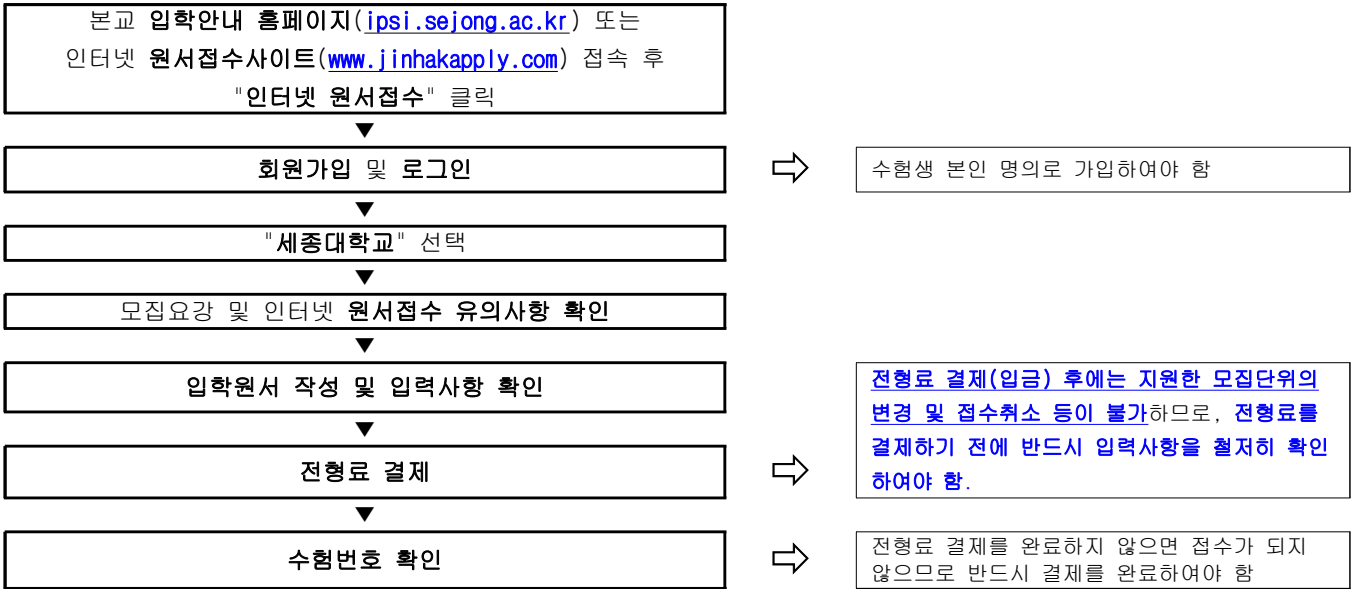 본교 입학안내 홈페이지(ipsi.sejong.ac.kr) 또는
인터넷 원서접수사이트(www.jinhakapply.com) 접속 후
"인터넷 원서접수" 클릭
▼
회원가입 및 로그인
수험생 본인 명의로 가입하여야 함
▼
"세종대학교" 선택
▼
모집요강 및 인터넷 원서접수 유의사항 확인
▼
입학원서 작성 및 입력사항 확인
▼
전형료 결제
전형료 결제(입금) 후에는 지원한 모집단위의
변경 및 접수취소 등이 불가하므로, 전형료를
결제하기 전에 반드시 입력사항을 철저히 확인
하여야 함.
▼
수험번호 확인
전형료 결제를 완료하지 않으면 접수가 되지
않으므로 반드시 결제를 완료하여야 함